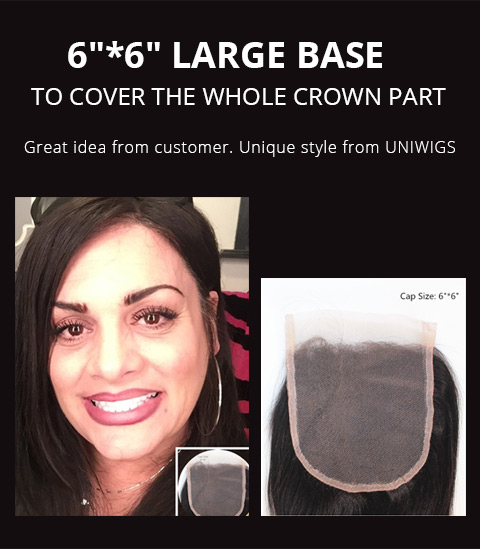 6"*6" LARGE BASE
TO COVER THE WHOLE CROWN PART
Great idea from customer. Unique style from UNIWIGS
Cap Size: 6"*6"